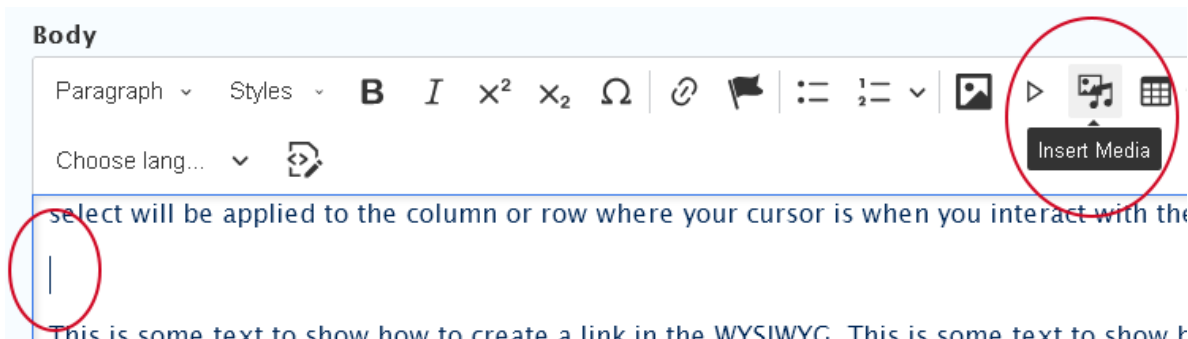 Body
Paragraph Styles B I X² X₂ Ω
Insert Media
Choose lang...
select will be applied to the column or row where your cursor is when you interact with the
This is some text to show how to create a link in the WYSIWYG. This is some text to show